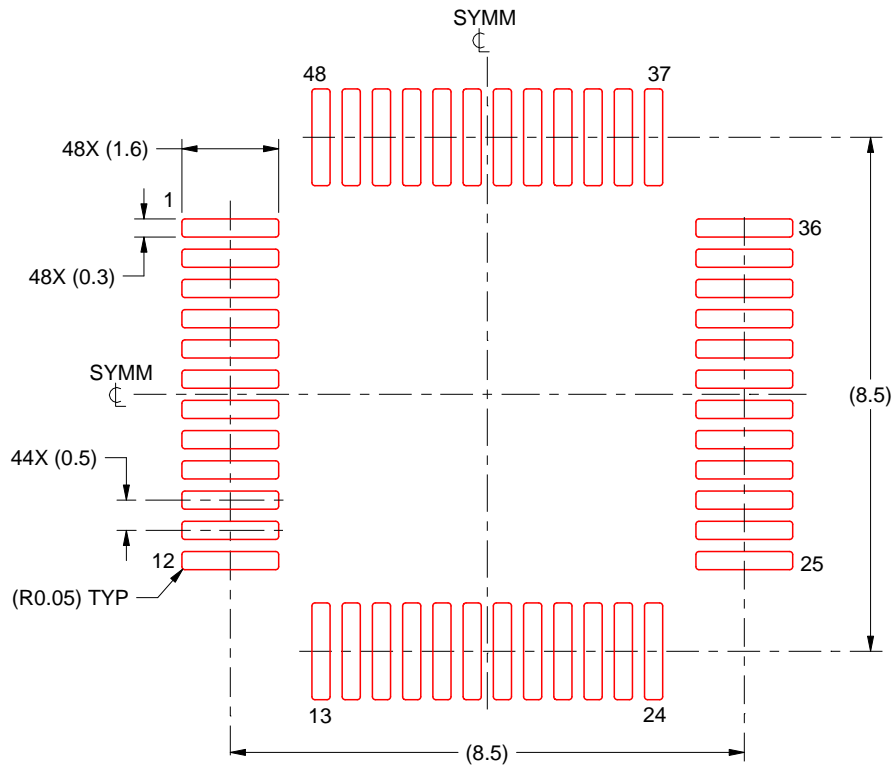 SYMM
℄
48
37
48X (1.6)
1
36
48X (0.3)
SYMM
℄
(8.5)
44X (0.5)
12
25
(R0.05) TYP
13
24
(8.5)